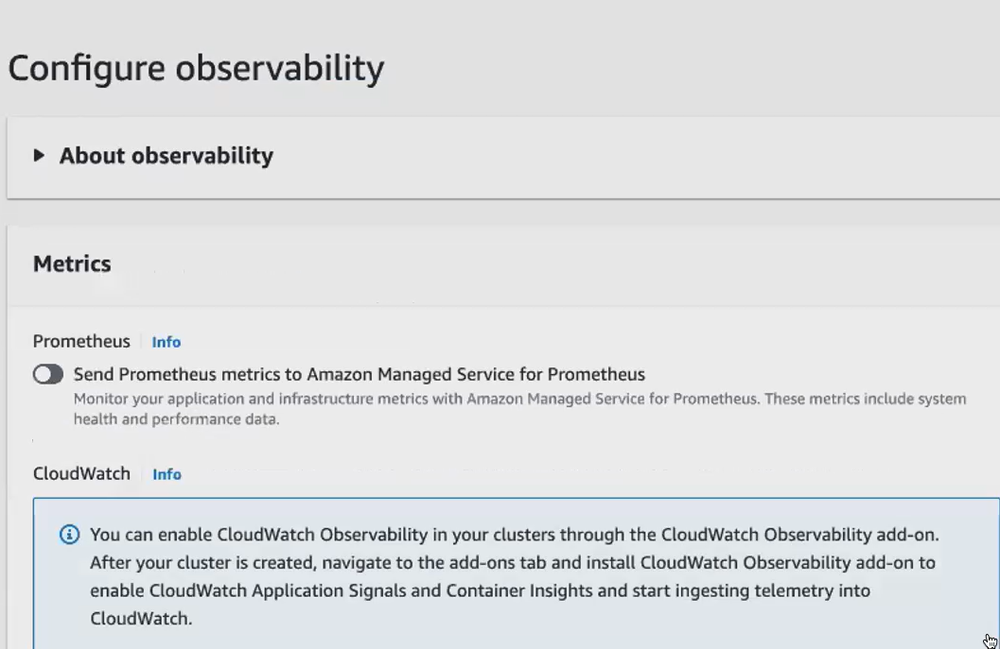 Configure observability
About observability
Metrics
Prometheus Info
Send Prometheus metrics to Amazon Managed Service for Prometheus
Monitor your application and infrastructure metrics with Amazon Managed Service for Prometheus. These metrics include system
health and performance data.
CloudWatch Info
You can enable CloudWatch Observability in your clusters through the CloudWatch Observability add-on.
After your cluster is created, navigate to the add-ons tab and install CloudWatch Observability add-on to
enable CloudWatch Application Signals and Container Insights and start ingesting telemetry into
CloudWatch.